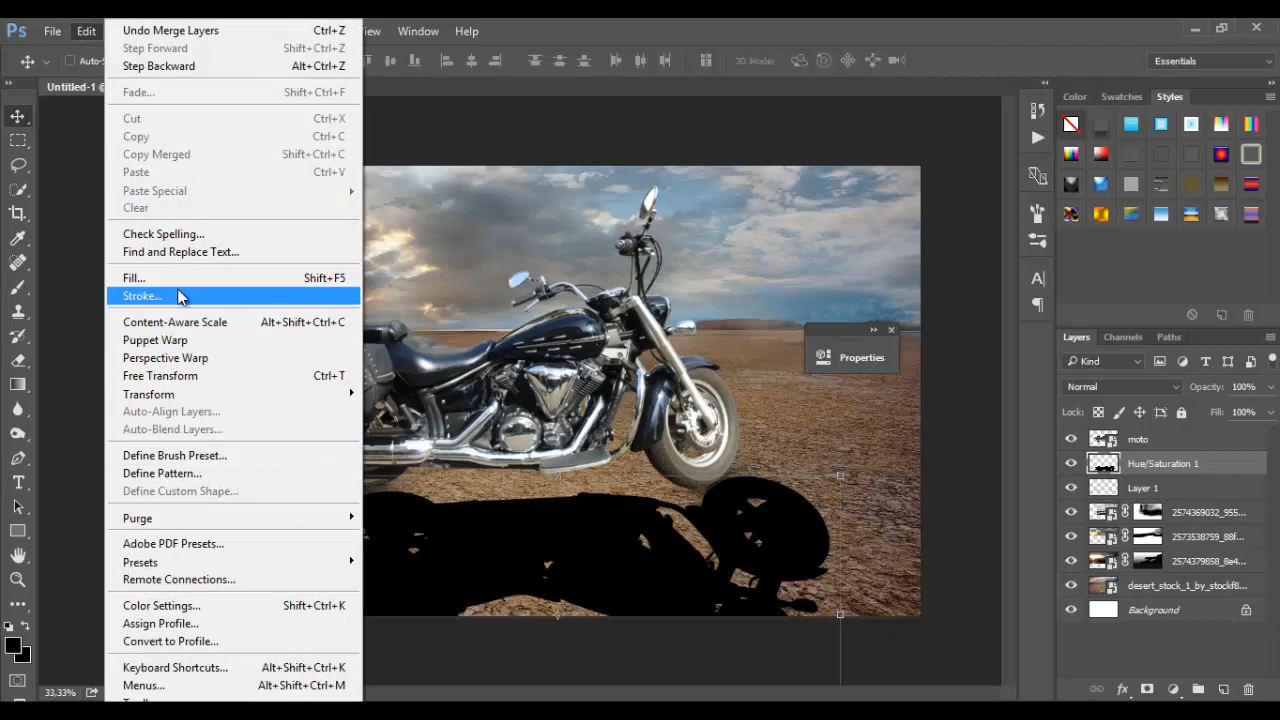 Ps File Edit iew Window Help
Auto-S 3D Mode: Essentials
Untitled-1 @
Undo Merge Layers Ctrl+Z
Step Forward Shift+Ctrl+Z
Step Backward Alt+Ctrl+Z
Fade... Shift+Ctrl+F
Cut Ctrl+X
Copy Ctrl+C
Copy Merged Shift+Ctrl+C
Paste Ctrl+V
Paste Special
Clear
Check Spelling...
Find and Replace Text...
Fill... Shift+F5
Stroke...
Content-Aware Scale Alt+Shift+Ctrl+C
Puppet Warp
Perspective Warp
Free Transform Ctrl+T
Transform
Auto-Align Layers...
Auto-Blend Layers...
Define Brush Preset...
Define Pattern...
Define Custom Shape...
Purge
Adobe PDF Presets...
Presets
Remote Connections...
Color Settings... Shift+Ctrl+K
Assign Profile...
Convert to Profile...
Keyboard Shortcuts... Alt+Shift+Ctrl+K
Menus... Alt+Shift+Ctrl+M
33,33%
Properties
Color Swatches Styles
Layers Channels Paths
Kind
Normal Opacity: 100%
Lock: Fill: 100%
moto
Hue/Saturation 1
Layer 1
2574369032_955...
2573538759_88f...
2574379858_8e4...
desert_stock_1_by_stockf8...
Background